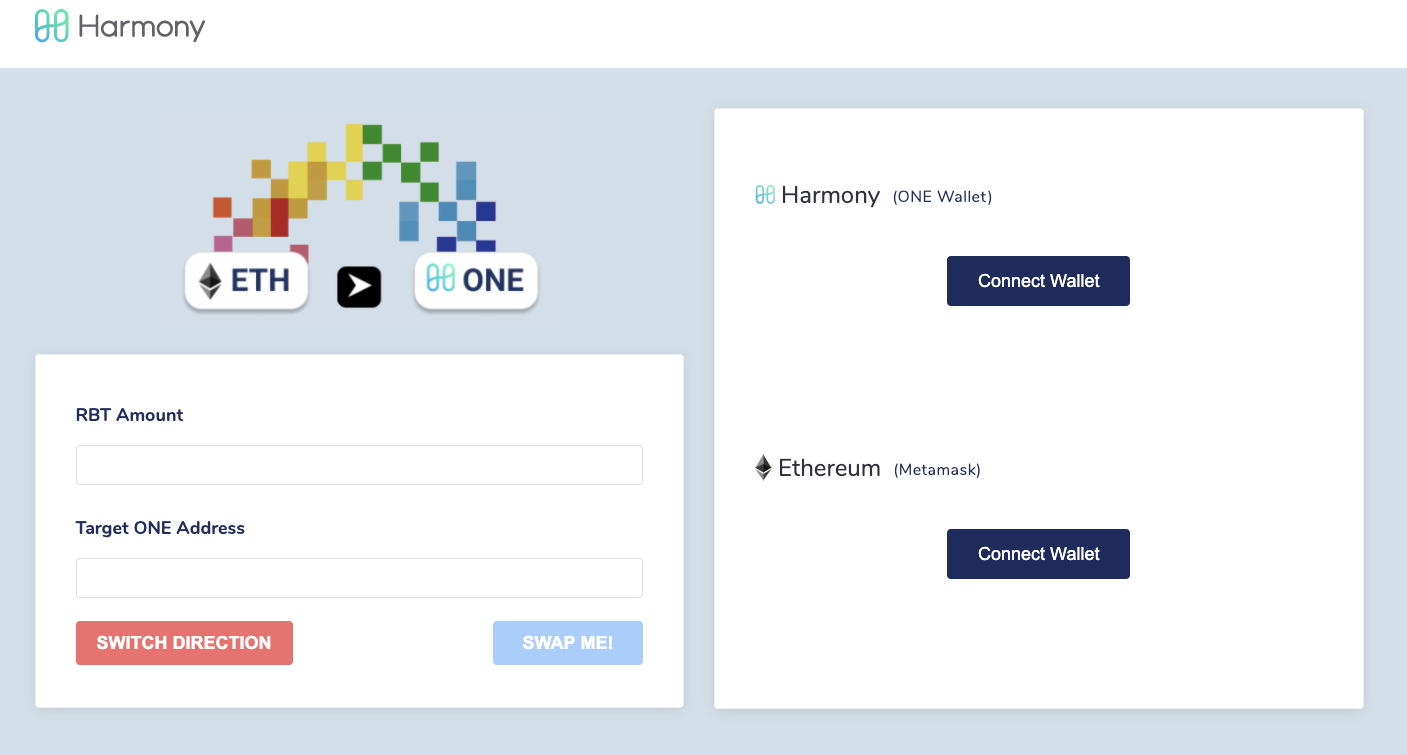 Harmony
ETH
ONE
RBT Amount
Target ONE Address
SWITCH DIRECTION
SWAP ME!
Harmony (ONE Wallet)
Connect Wallet
Ethereum (Metamask)
Connect Wallet